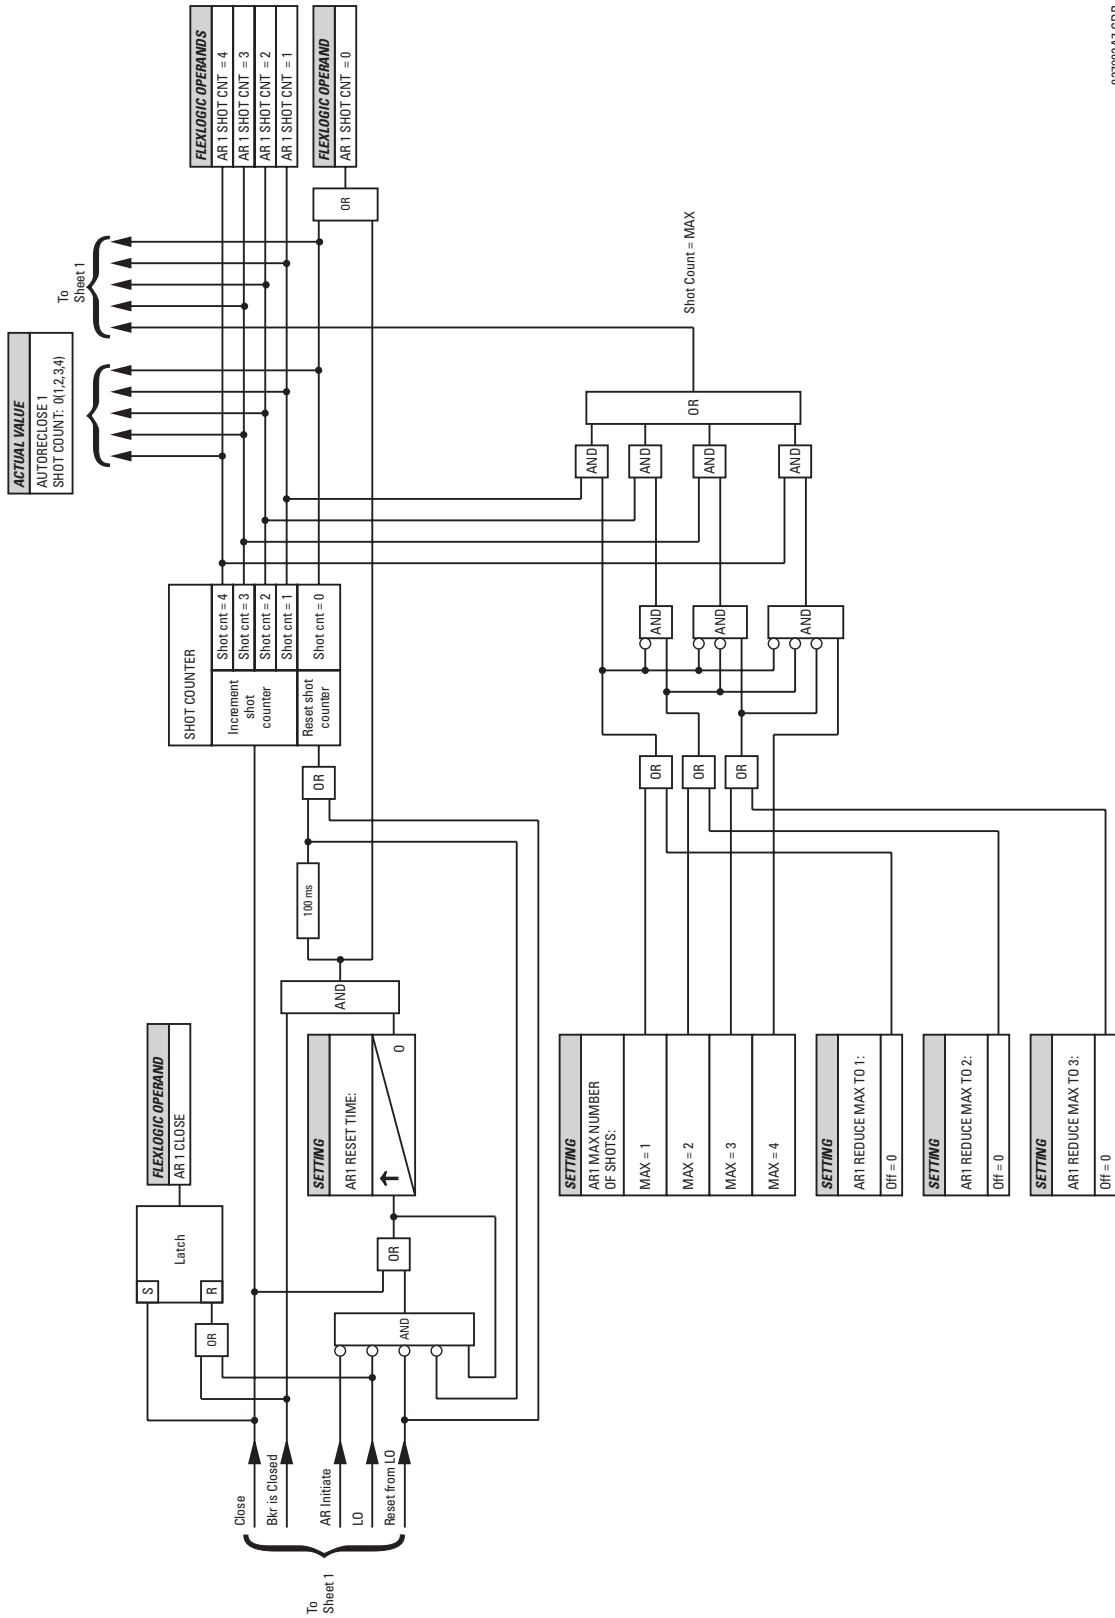 ACTUAL VALUE
AUTORECLOSE 1
SHOT COUNT: 0(1,2,3,4)
To
Sheet 1
FLEXLOGIC OPERANDS
AR 1 SHOT CNT = 4
AR 1 SHOT CNT = 3
AR 1 SHOT CNT = 2
AR 1 SHOT CNT = 1
FLEXLOGIC OPERAND
AR 1 SHOT CNT = 0
OR
FLEXLOGIC OPERAND
AR 1 CLOSE
Latch
S
R
OR
SHOT COUNTER
Increment
shot
counter
Shot cnt = 4
Shot cnt = 3
Shot cnt = 2
Shot cnt = 1
Reset shot
counter
Shot cnt = 0
OR
100 ms
AND
To
Sheet 1
Close
Bkr is Closed
AR Initiate
LO
Reset from LO
AND
OR
SETTING
AR1 RESET TIME:
0
SETTING
AR1 MAX NUMBER
OF SHOTS:
MAX = 1
MAX = 2
MAX = 3
MAX = 4
SETTING
AR1 REDUCE MAX TO 1:
Off = 0
SETTING
AR1 REDUCE MAX TO 2:
Off = 0
SETTING
AR1 REDUCE MAX TO 3:
Off = 0
OR
OR
OR
AND
AND
AND
AND
AND
AND
AND
OR
Shot Count = MAX